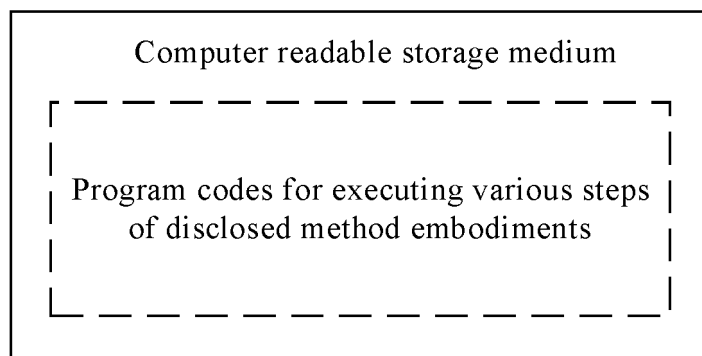 Computer readable storage medium
Program codes for executing various steps
of disclosed method embodiments